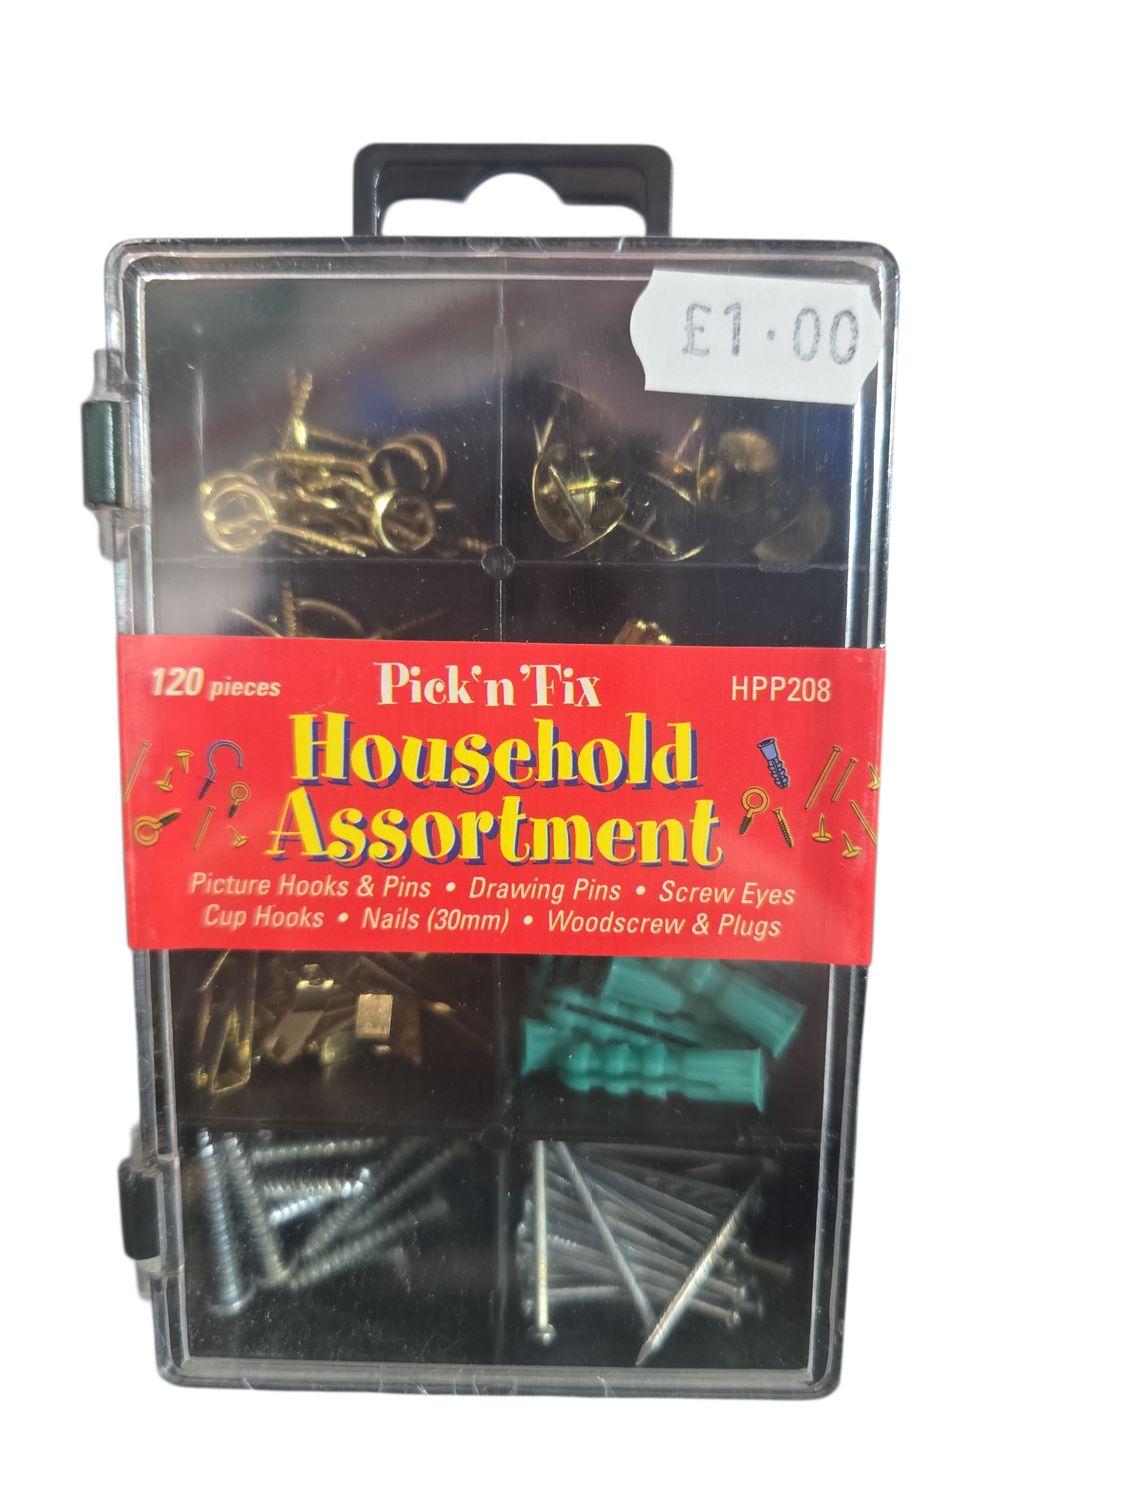 £1.00
120 pieces
Pick'n'Fix
HPP208
Household
Assortment
Picture Hooks & Pins • Drawing Pins • Screw Eyes
Cup Hooks • Nails (30mm) • Woodscrew & Plugs